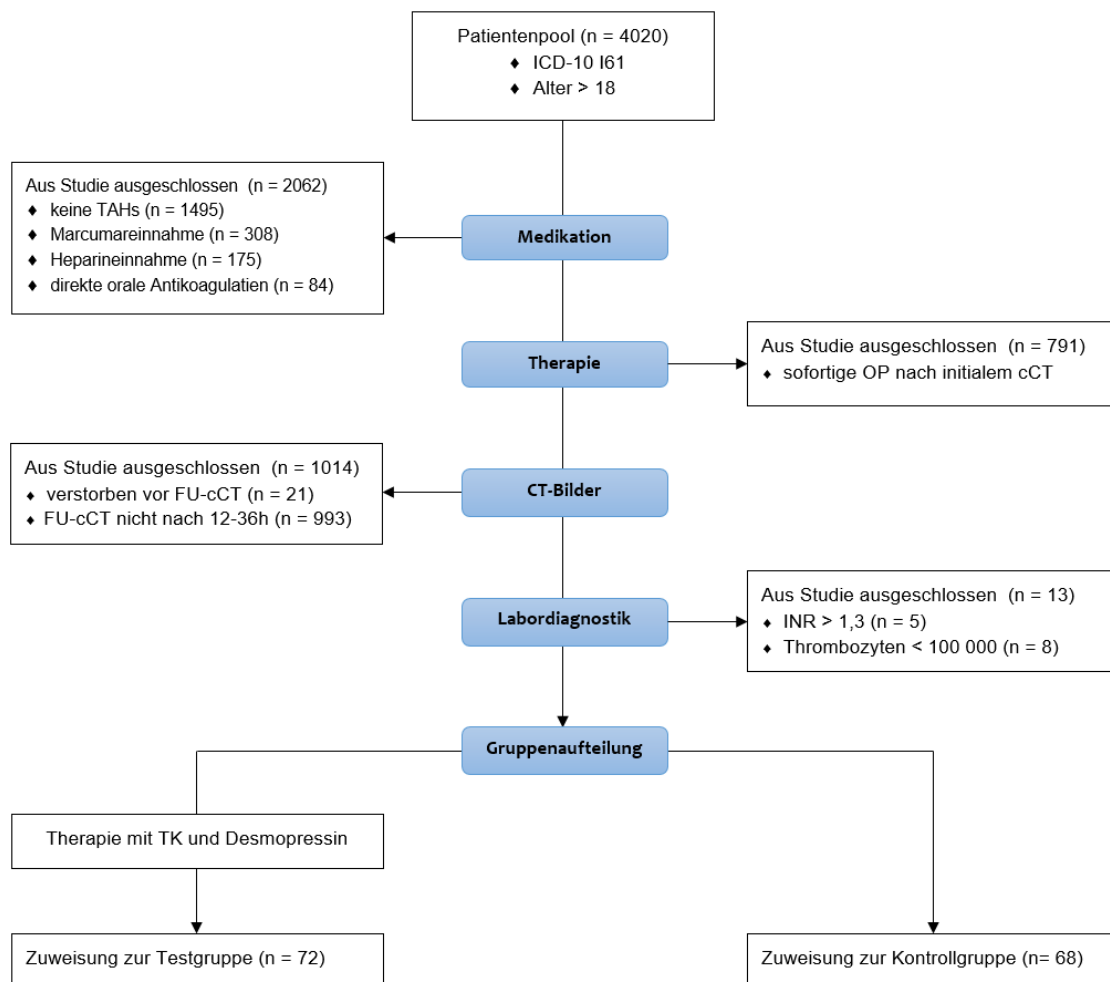 Patientenpool (n = 4020)
♦ ICD-10 I61
♦ Alter > 18
Aus Studie ausgeschlossen (n = 2062)
♦ keine TAHs (n = 1495)
♦ Marcumareinnahme (n = 308)
♦ Heparineinnahme (n = 175)
♦ direkte orale Antikoagulatien (n = 84)
Medikation
Therapie
Aus Studie ausgeschlossen (n = 791)
♦ sofortige OP nach initialem cCT
Aus Studie ausgeschlossen (n = 1014)
♦ verstorben vor FU-cCT (n = 21)
♦ FU-cCT nicht nach 12-36h (n = 993)
CT-Bilder
Labordiagnostik
Aus Studie ausgeschlossen (n = 13)
♦ INR > 1,3 (n = 5)
♦ Thrombozyten < 100 000 (n = 8)
Gruppenaufteilung
Therapie mit TK und Desmopressin
Zuweisung zur Testgruppe (n = 72)
Zuweisung zur Kontrollgruppe (n= 68)